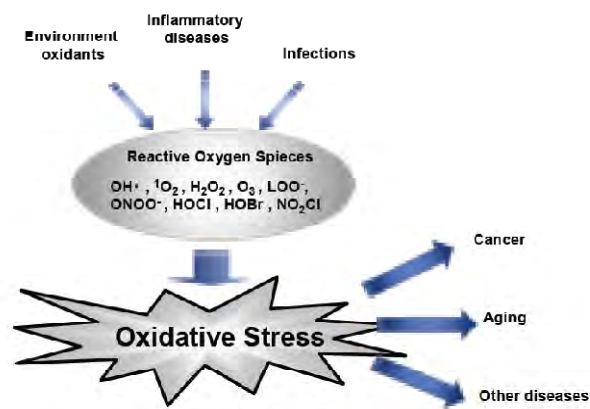 Inflammatory
diseases
Environment
oxidants
Infections
Reactive Oxygen Spieces
OH• , ¹O₂ , H₂O₂ , O₃ , LOO⁻,
ONOO⁻ , HOCl , HOBr , NO₂Cl
Cancer
Oxidative Stress
Aging
Other diseases